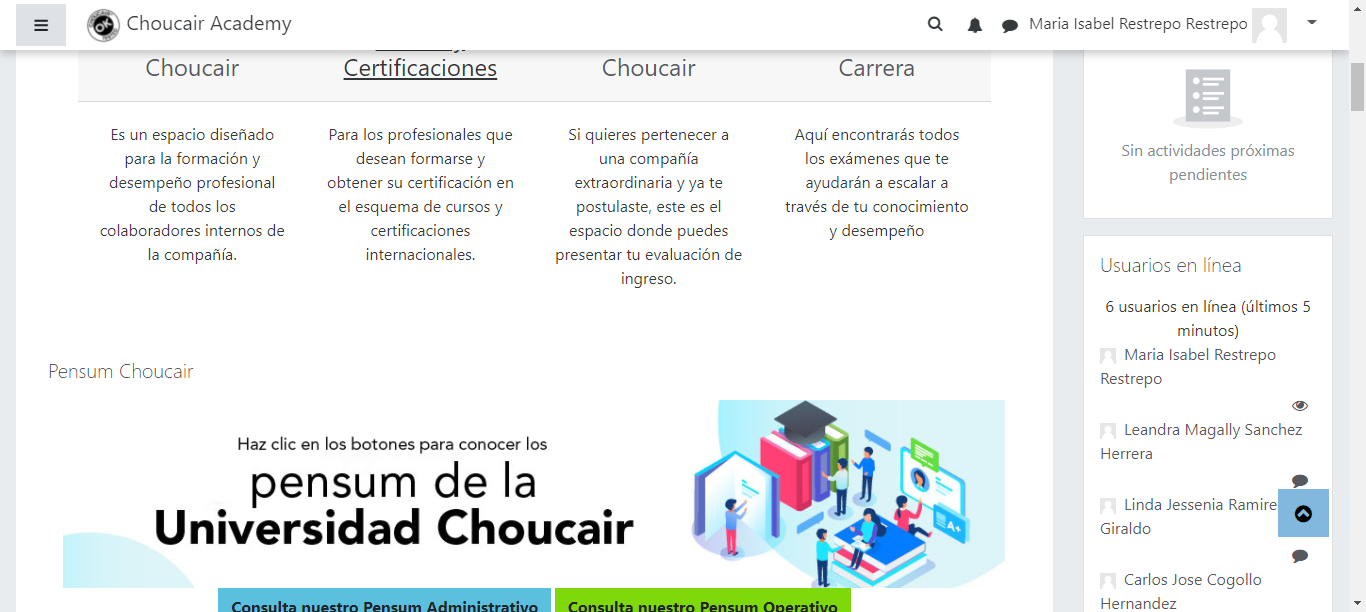 Choucair Academy
Maria Isabel Restrepo Restrepo
Choucair
Certificaciones
Choucair
Carrera
Es un espacio diseñado
para la formación y
desempeño profesional
de todos los
colaboradores internos de
la compañía.
Para los profesionales que
desean formarse y
obtener su certificación en
el esquema de cursos y
certificaciones
internacionales.
Si quieres pertenecer a
una compañía
extraordinaria y ya te
postulaste, este es el
espacio donde puedes
presentar tu evaluación de
ingreso.
Aquí encontrarás todos
los exámenes que te
ayudarán a escalar a
través de tu conocimiento
y desempeño
Pensum Choucair
Haz clic en los botones para conocer los
pensum de la
Universidad Choucair
A+
Consulta nuestro Pensum Administrativo
Consulta nuestro Pensum Operativo
Sin actividades próximas
pendientes
Usuarios en línea
6 usuarios en línea (últimos 5
minutos)
Maria Isabel Restrepo
Restrepo
Leandra Magally Sanchez
Herrera
Linda Jessenia Ramire
Giraldo
Carlos Jose Cogollo
Hernandez